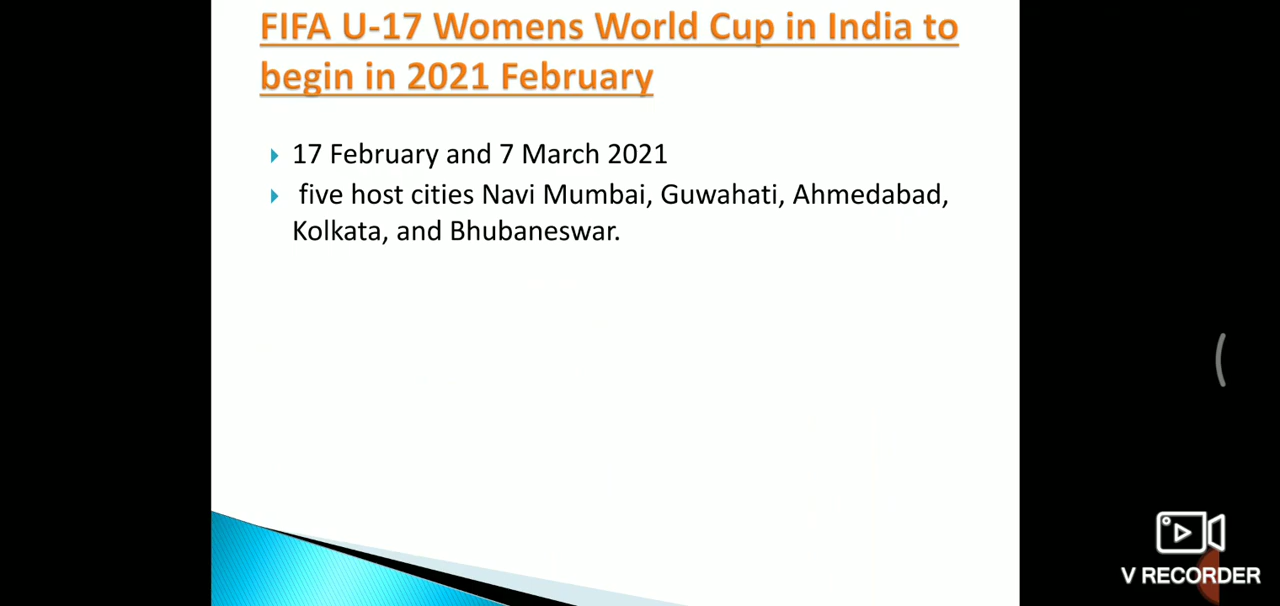 FIFA U-17 Womens World Cup in India to
begin in 2021 February
17 February and 7 March 2021
five host cities Navi Mumbai, Guwahati, Ahmedabad,
Kolkata, and Bhubaneswar.
V RECORDER